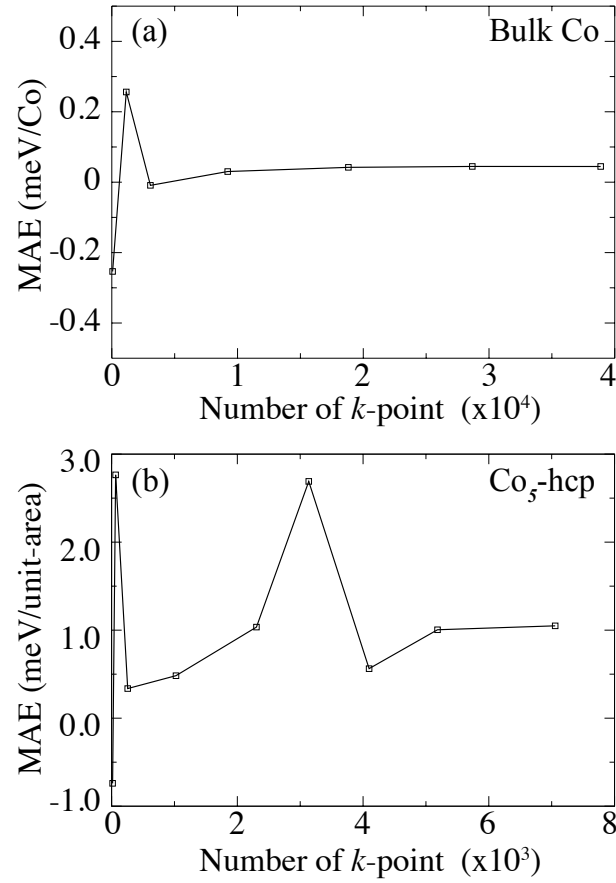 (a)
Bulk Co
MAE (meV/Co)
0.4
0.2
0
-0.2
-0.4
0
1
2
3
4
Number of k-point (x10⁴)
(b)
Co₅-hcp
MAE (meV/unit-area)
3.0
2.0
1.0
0.0
-1.0
0
2
4
6
8
Number of k-point (x10³)